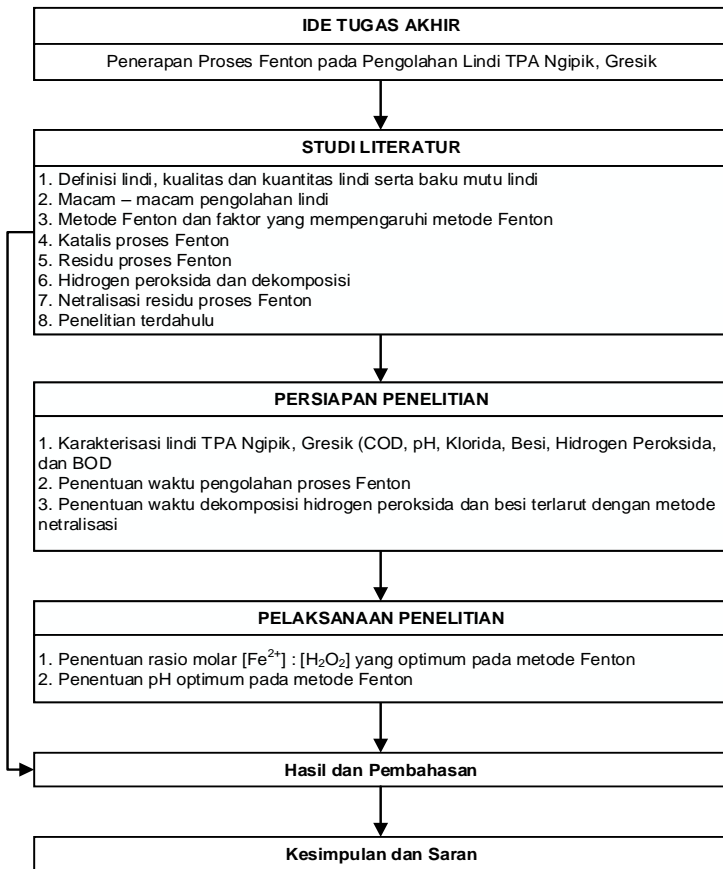 IDE TUGAS AKHIR
Penerapan Proses Fenton pada Pengolahan Lindi TPA Ngipik, Gresik
STUDI LITERATUR
1. Definisi lindi, kualitas dan kuantitas lindi serta baku mutu lindi
2. Macam – macam pengolahan lindi
3. Metode Fenton dan faktor yang mempengaruhi metode Fenton
4. Katalis proses Fenton
5. Residu proses Fenton
6. Hidrogen peroksida dan dekomposisi
7. Netralisasi residu proses Fenton
8. Penelitian terdahulu
PERSIAPAN PENELITIAN
1. Karakterisasi lindi TPA Ngipik, Gresik (COD, pH, Klorida, Besi, Hidrogen Peroksida,
dan BOD
2. Penentuan waktu pengolahan proses Fenton
3. Penentuan waktu dekomposisi hidrogen peroksida dan besi terlarut dengan metode
netralisasi
PELAKSANAAN PENELITIAN
1. Penentuan rasio molar [Fe²⁺] : [H₂O₂] yang optimum pada metode Fenton
2. Penentuan pH optimum pada metode Fenton
Hasil dan Pembahasan
Kesimpulan dan Saran